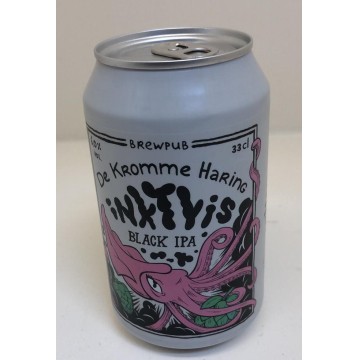 BREWPUB
33cl
De Kromme Haring
inktvis
BLACK IPA